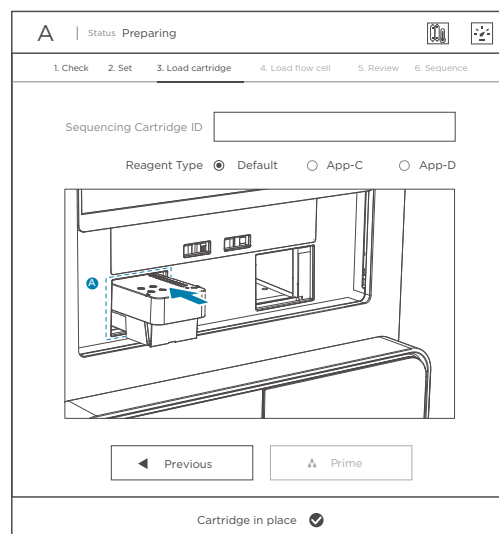 A | Status Preparing
1. Check 2. Set 3. Load cartridge 4. Load flow cell 5. Review 6. Sequence
Sequencing Cartridge ID
Reagent Type Default App-C App-D
A
Previous Prime
Cartridge in place